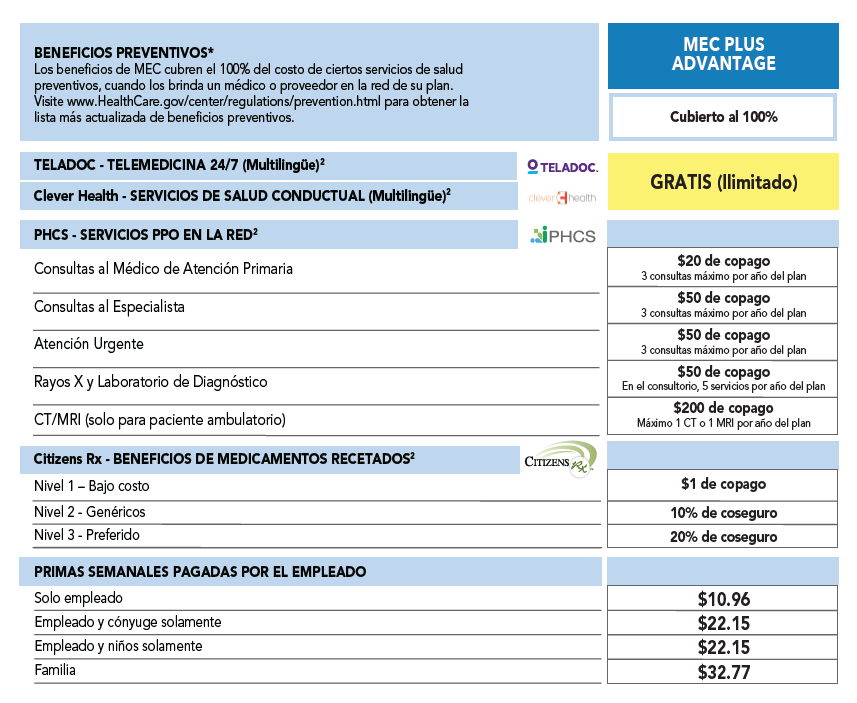 BENEFICIOS PREVENTIVOS*
Los beneficios de MEC cubren el 100% del costo de ciertos servicios de salud
preventivos, cuando los brinda un médico o proveedor en la red de su plan.
Visite www.HealthCare.gov/center/regulations/prevention.html para obtener la
lista más actualizada de beneficios preventivos.
MEC PLUS
ADVANTAGE
Cubierto al 100%
TELADOC - TELEMEDICINA 24/7 (Multilingüe)²
TELADOC.
Clever Health - SERVICIOS DE SALUD CONDUCTUAL (Multilingüe)²
clever health
GRATIS (Ilimitado)
PHCS - SERVICIOS PPO EN LA RED²
PHCS
Consultas al Médico de Atención Primaria
$20 de copago
3 consultas máximo por año del plan
Consultas al Especialista
$50 de copago
3 consultas máximo por año del plan
Atención Urgente
$50 de copago
3 consultas máximo por año del plan
Rayos X y Laboratorio de Diagnóstico
$50 de copago
En el consultorio, 5 servicios por año del plan
CT/MRI (solo para paciente ambulatorio)
$200 de copago
Máximo 1 CT o 1 MRI por año del plan
Citizens Rx - BENEFICIOS DE MEDICAMENTOS RECETADOS²
CITIZENS Rx
Nivel 1 – Bajo costo
$1 de copago
Nivel 2 - Genéricos
10% de coseguro
Nivel 3 - Preferido
20% de coseguro
PRIMAS SEMANALES PAGADAS POR EL EMPLEADO
Solo empleado
$10.96
Empleado y cónyuge solamente
$22.15
Empleado y niños solamente
$22.15
Familia
$32.77